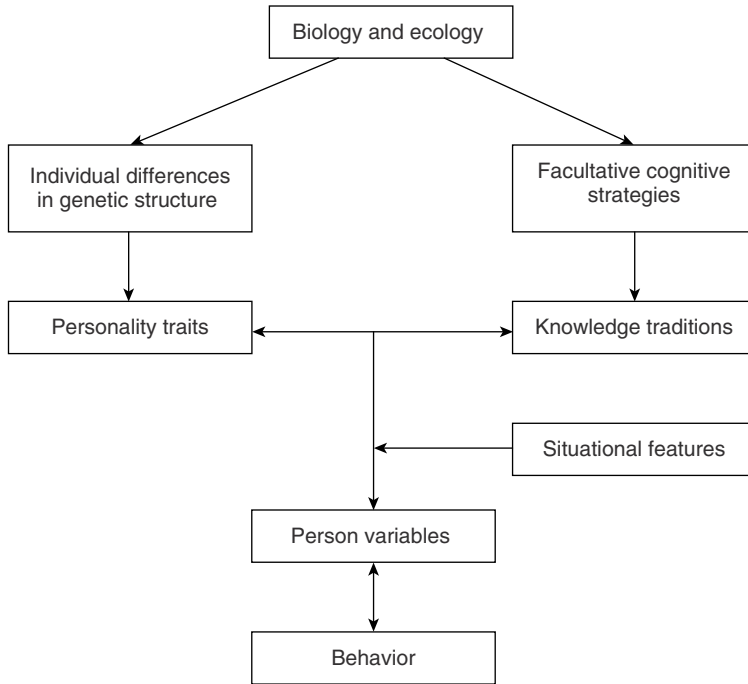 Biology and ecology
Individual differences
in genetic structure
Facultative cognitive
strategies
Personality traits
Knowledge traditions
Situational features
Person variables
Behavior